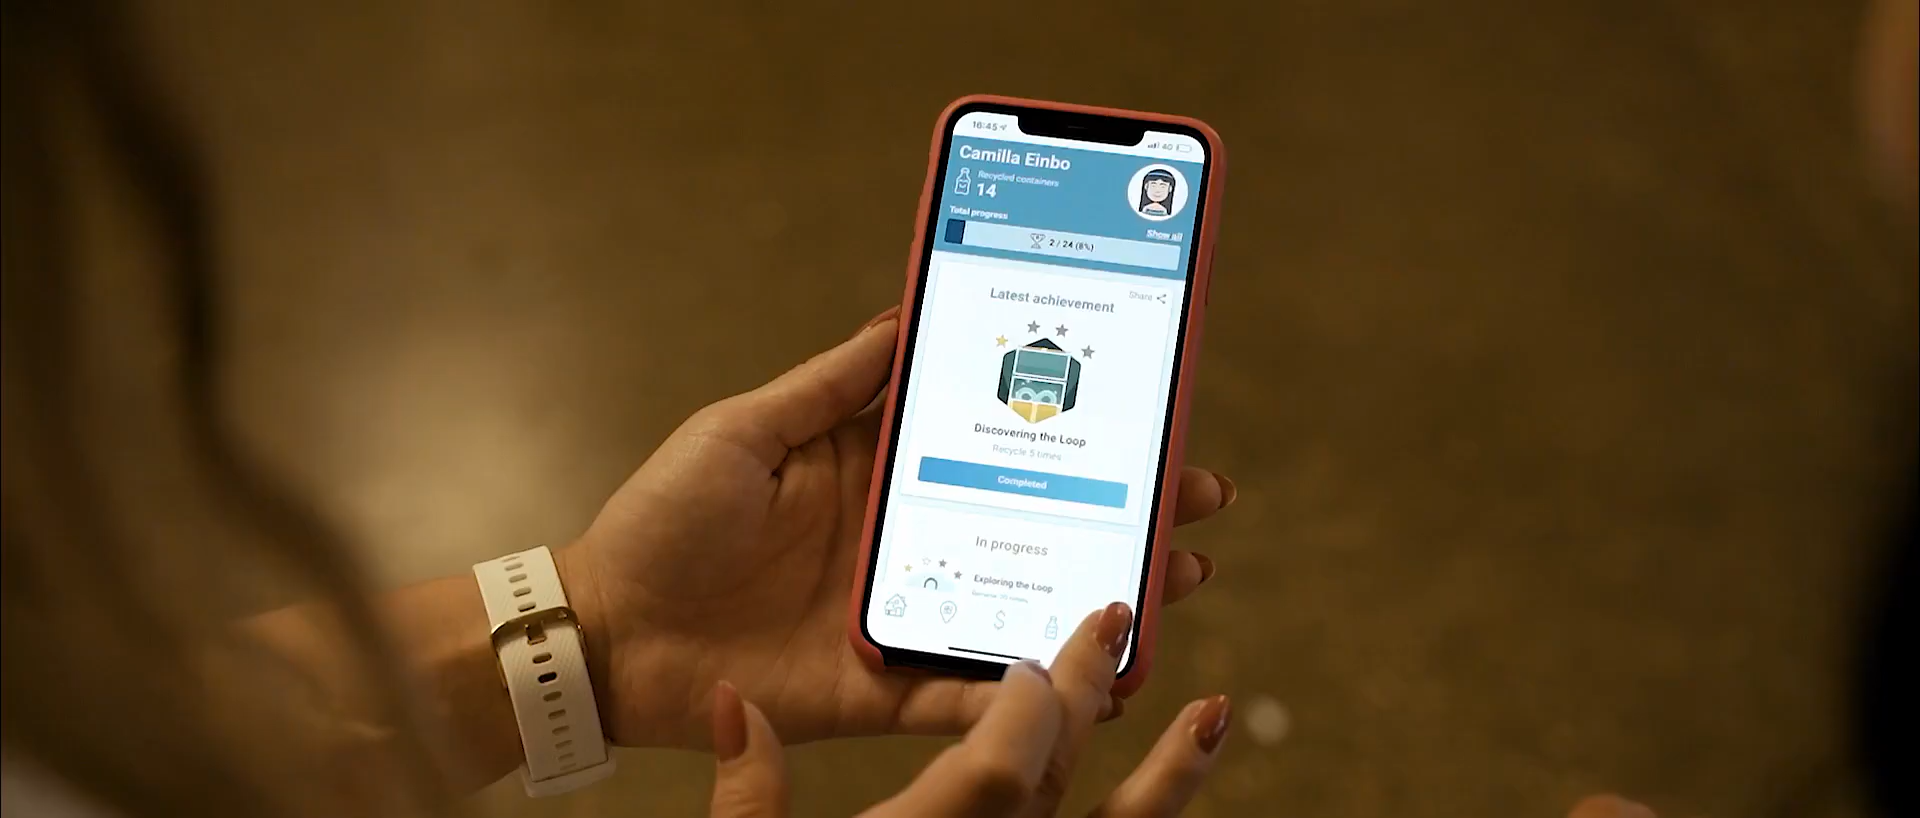 16:45
4G
Camilla Einbo
Recycled containers
14
Total progress
Show all
2 / 24 (8%)
Share
Latest achievement
Discovering the Loop
Recycle 5 times
Completed
In progress
Exploring the Loop